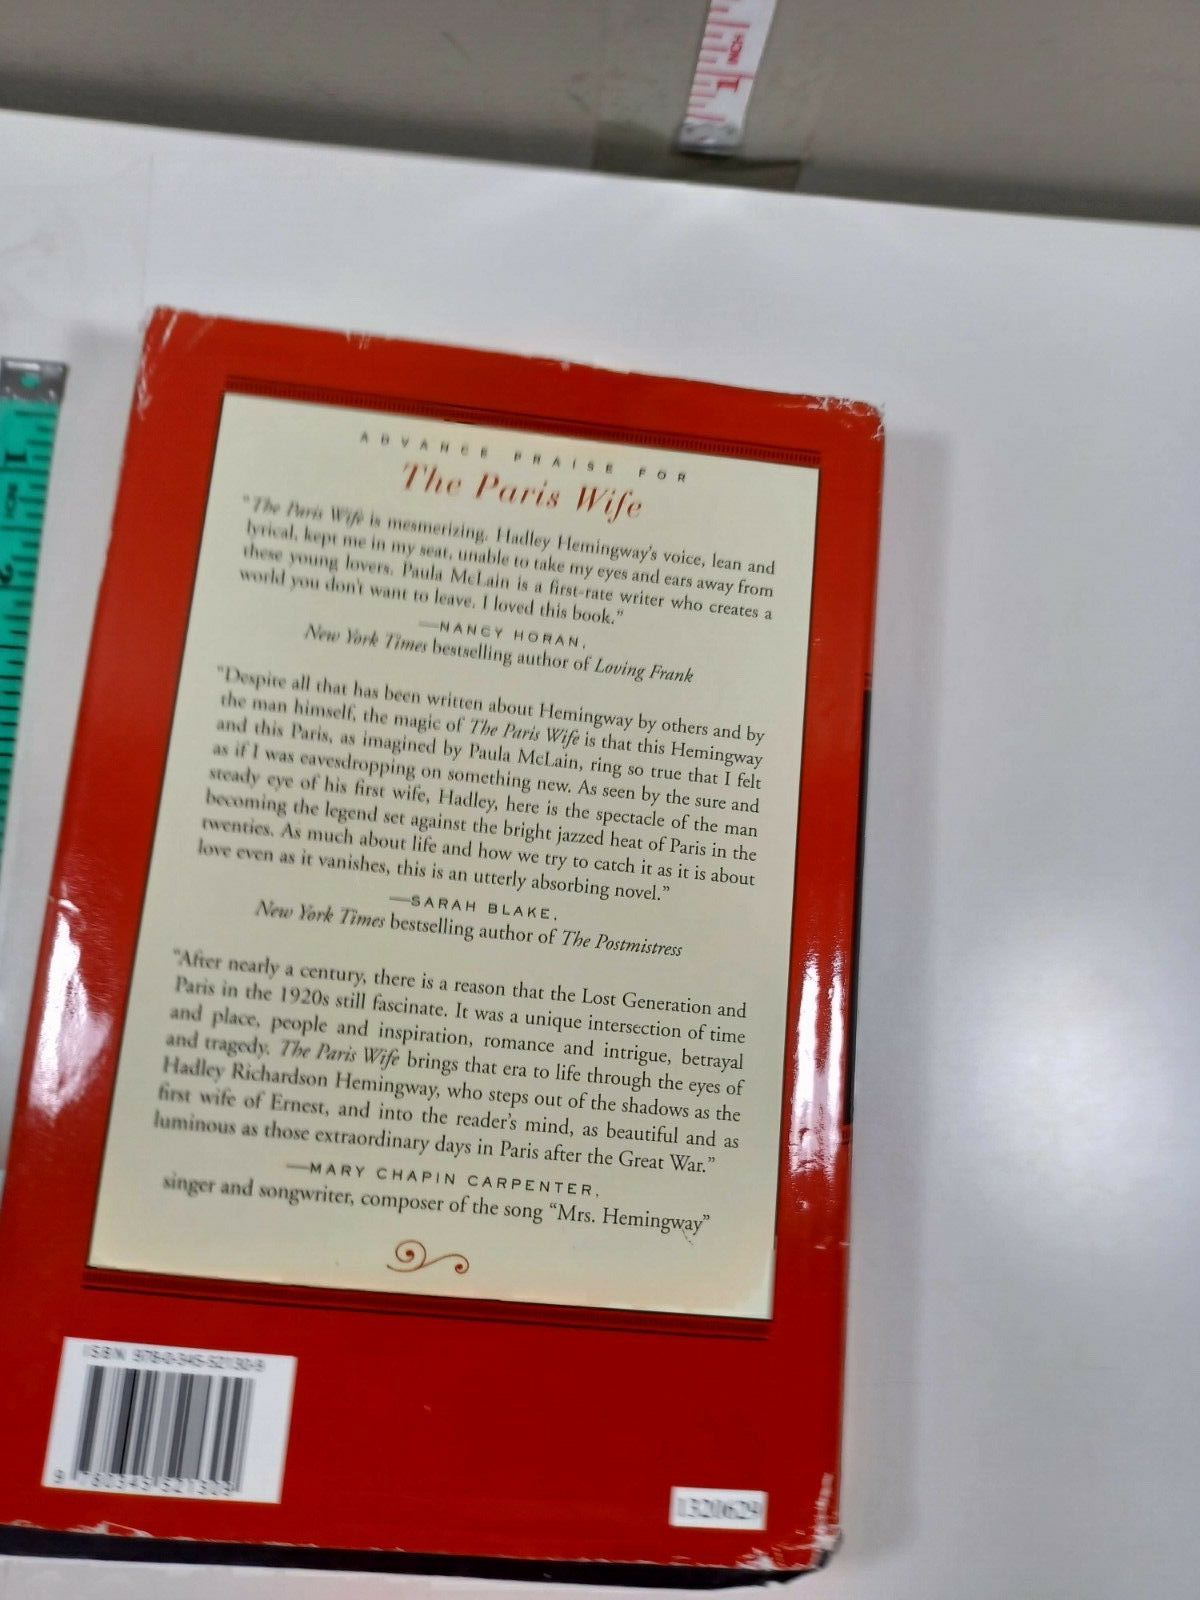 INCH
1
1
INCH
2
ADVANCE PRAISE FOR
The Paris Wife
"The Paris Wife is mesmerizing. Hadley Hemingway's voice, lean and
lyrical, kept me in my seat, unable to take my eyes and ears away from
these young lovers. Paula McLain is a first-rate writer who creates a
world you don't want to leave. I loved this book."
—NANCY HORAN,
New York Times bestselling author of Loving Frank
"Despite all that has been written about Hemingway by others and by
the man himself, the magic of The Paris Wife is that this Hemingway
and this Paris, as imagined by Paula McLain, ring so true that I felt
as if I was eavesdropping on something new. As seen by the sure and
steady eye of his first wife, Hadley, here is the spectacle of the man
becoming the legend set against the bright jazzed heat of Paris in the
twenties. As much about life and how we try to catch it as it is about
love even as it vanishes, this is an utterly absorbing novel."
—SARAH BLAKE,
New York Times bestselling author of The Postmistress
"After nearly a century, there is a reason that the Lost Generation and
Paris in the 1920s still fascinate. It was a unique intersection of time
and place, people and inspiration, romance and intrigue, betrayal
and tragedy. The Paris Wife brings that era to life through the eyes of
Hadley Richardson Hemingway, who steps out of the shadows as the
first wife of Ernest, and into the reader's mind, as beautiful and as
luminous as those extraordinary days in Paris after the Great War."
—MARY CHAPIN CARPENTER,
singer and songwriter, composer of the song "Mrs. Hemingway"
ISBN 978-0-345-52130-9
9 780345 521309
1320629